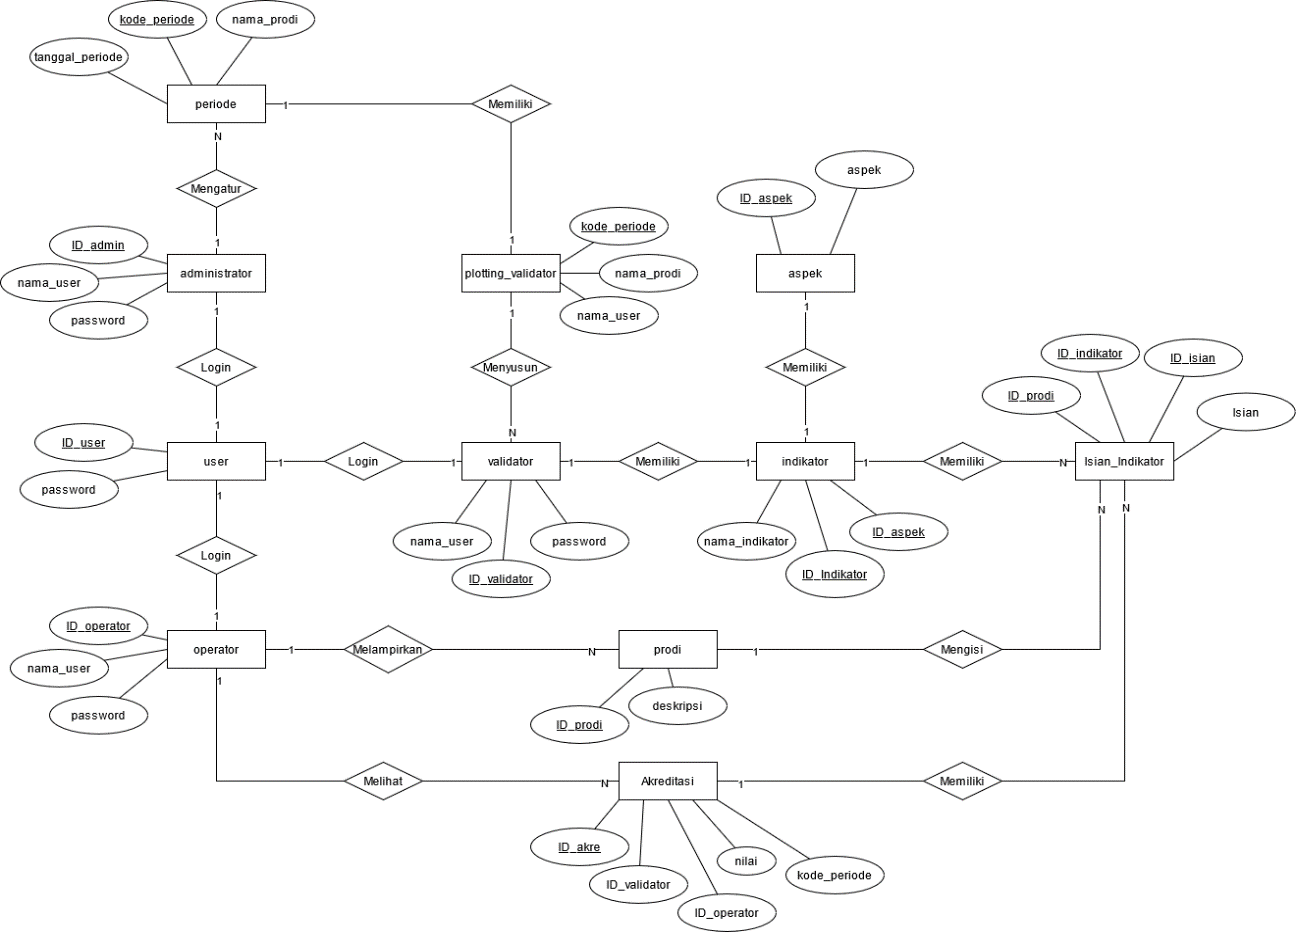 kode_periode
nama_prodi
tanggal_periode
periode
1
Memiliki
N
Mengatur
1
ID_admin
nama_user
password
administrator
1
kode_periode
nama_prodi
nama_user
plotting_validator
ID_aspek
aspek
aspek
1
Login
1
1
Menyusun
N
1
Memiliki
1
ID_indikator
ID_isian
ID_prodi
Isian
ID_user
password
user
1
Login
1
validator
1
Memiliki
1
indikator
1
Memiliki
N
Isian_Indikator
nama_user
ID_validator
password
nama_indikator
ID_Indikator
ID_aspek
1
Login
1
N
N
ID_operator
nama_user
password
operator
1
Melampirkan
N
prodi
1
Mengisi
ID_prodi
deskripsi
1
Melihat
N
Akreditasi
1
Memiliki
ID_akre
ID_validator
ID_operator
nilai
kode_periode